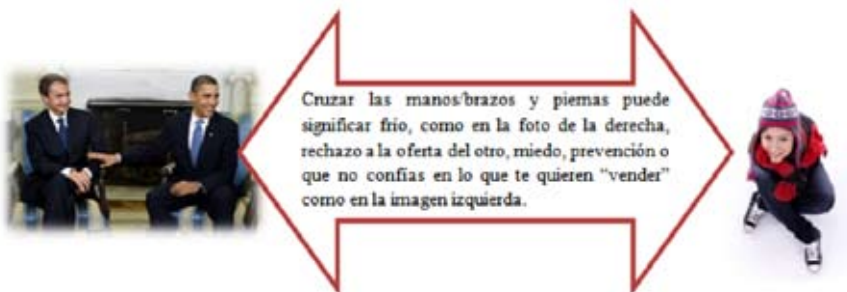 Cruzar las manos/brazos y piernas puede
significar frío, como en la foto de la derecha,
rechazo a la oferta del otro, miedo, prevención o
que no confías en lo que te quieren “vender”
como en la imagen izquierda.